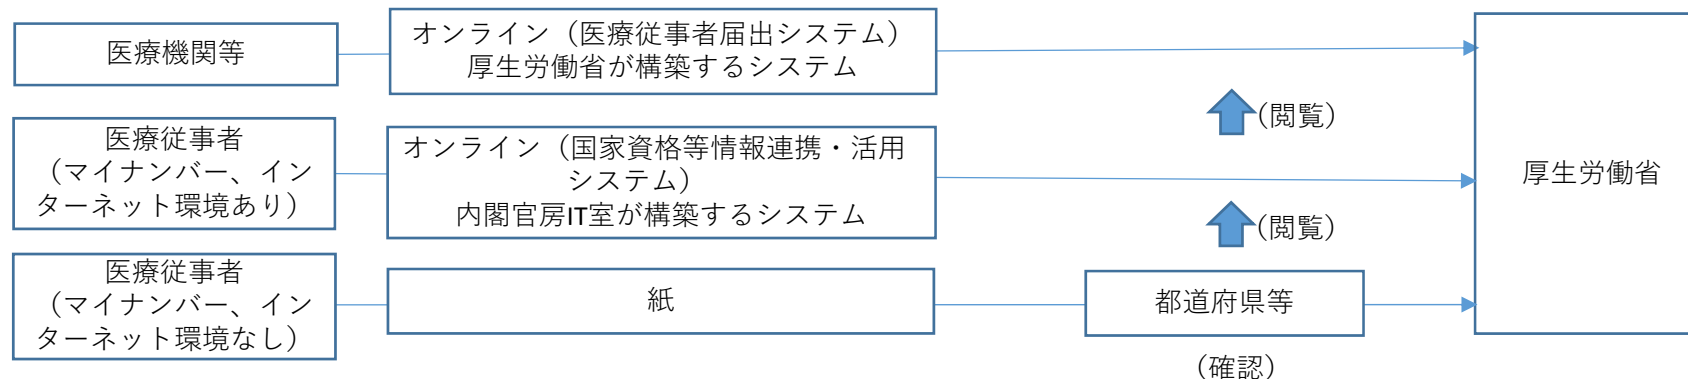 医療機関等
オンライン（医療従事者届出システム）
厚生労働省が構築するシステム
(閲覧）
医療従事者
（マイナンバー、イン
ターネット環境あり）
オンライン（国家資格等情報連携・活用
システム）
内閣官房IT室が構築するシステム
厚生労働省
(閲覧）
医療従事者
（マイナンバー、イン
ターネット環境なし）
紙
都道府県等
（確認）